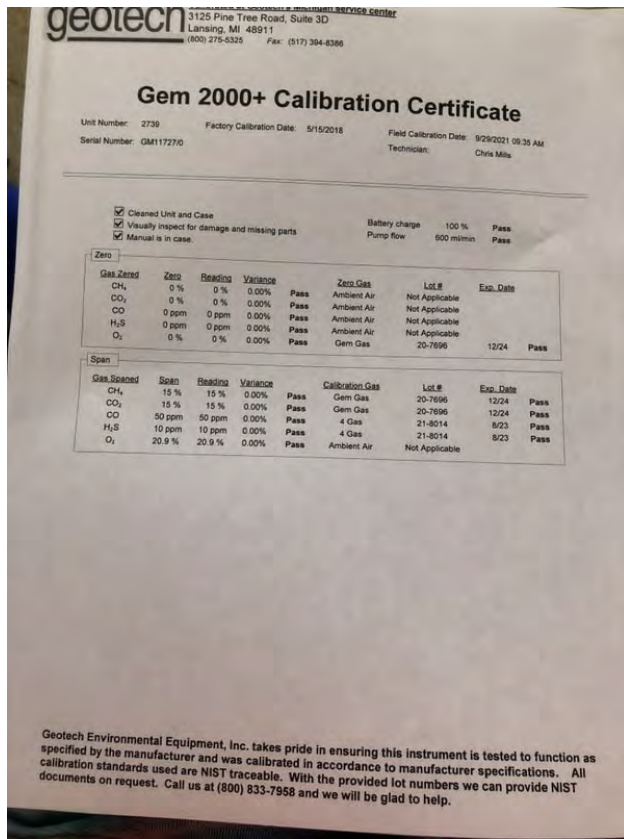 geotech
Michigan service center
3125 Pine Tree Road, Suite 3D
Lansing, MI 48911
(800) 275-5325 Fax: (517) 394-8386
Gem 2000+ Calibration Certificate
Unit Number: 2739 Factory Calibration Date: 5/15/2018 Field Calibration Date: 9/29/2021 09:35 AM
Serial Number: GM11727/0 Technician: Chris Mills
Cleaned Unit and Case Battery charge 100 % Pass
Visually inspect for damage and missing parts Pump flow 500 ml/min Pass
Manual is in case.
Zero
Gas Zered Zero Reading Variance Zero Gas Lot # Exp. Date
CH₄ 0 % 0 % 0.00% Pass Ambient Air Not Applicable
CO₂ 0 % 0 % 0.00% Pass Ambient Air Not Applicable
CO 0 ppm 0 ppm 0.00% Pass Ambient Air Not Applicable
H₂S 0 ppm 0 ppm 0.00% Pass Ambient Air Not Applicable
O₂ 0 % 0 % 0.00% Pass Gem Gas 20-7696 12/24 Pass
Span
Gas Spaned Span Reading Variance Calibration Gas Lot # Exp. Date
CH₄ 15 % 15 % 0.00% Pass Gem Gas 20-7696 12/24 Pass
CO₂ 15 % 15 % 0.00% Pass Gem Gas 20-7696 12/24 Pass
CO 50 ppm 50 ppm 0.00% Pass 4 Gas 21-8014 8/23 Pass
H₂S 10 ppm 10 ppm 0.00% Pass 4 Gas 21-8014 8/23 Pass
O₂ 20.9 % 20.9 % 0.00% Pass Ambient Air Not Applicable
Geotech Environmental Equipment, Inc. takes pride in ensuring this instrument is tested to function as
specified by the manufacturer and was calibrated in accordance to manufacturer specifications. All
calibration standards used are NIST traceable. With the provided lot numbers we can provide NIST
documents on request. Call us at (800) 833-7958 and we will be glad to help.